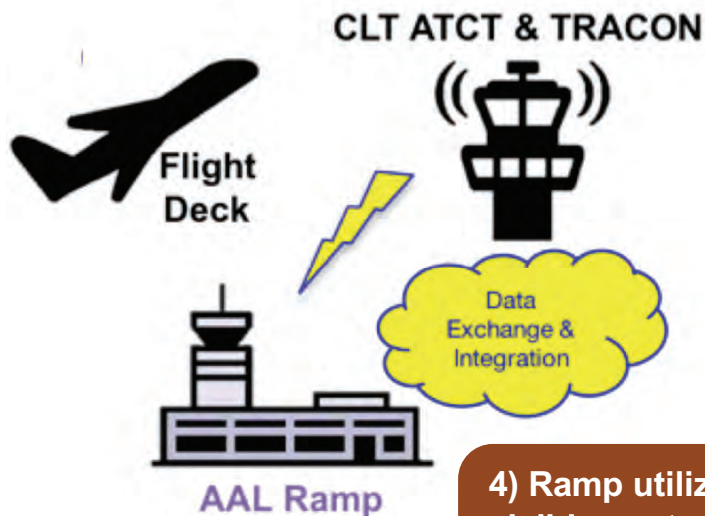 CLT ATCT & TRACON
Flight
Deck
Data
Exchange &
Integration
AAL Ramp
4) Ramp utiliz